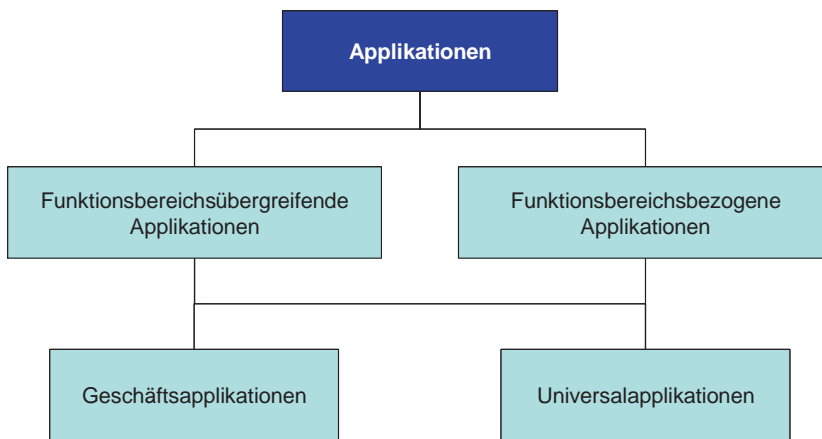 Applikationen
Funktionsbereichsübergreifende
Applikationen
Funktionsbereichsbezogene
Applikationen
Geschäftsapplikationen
Universalapplikationen